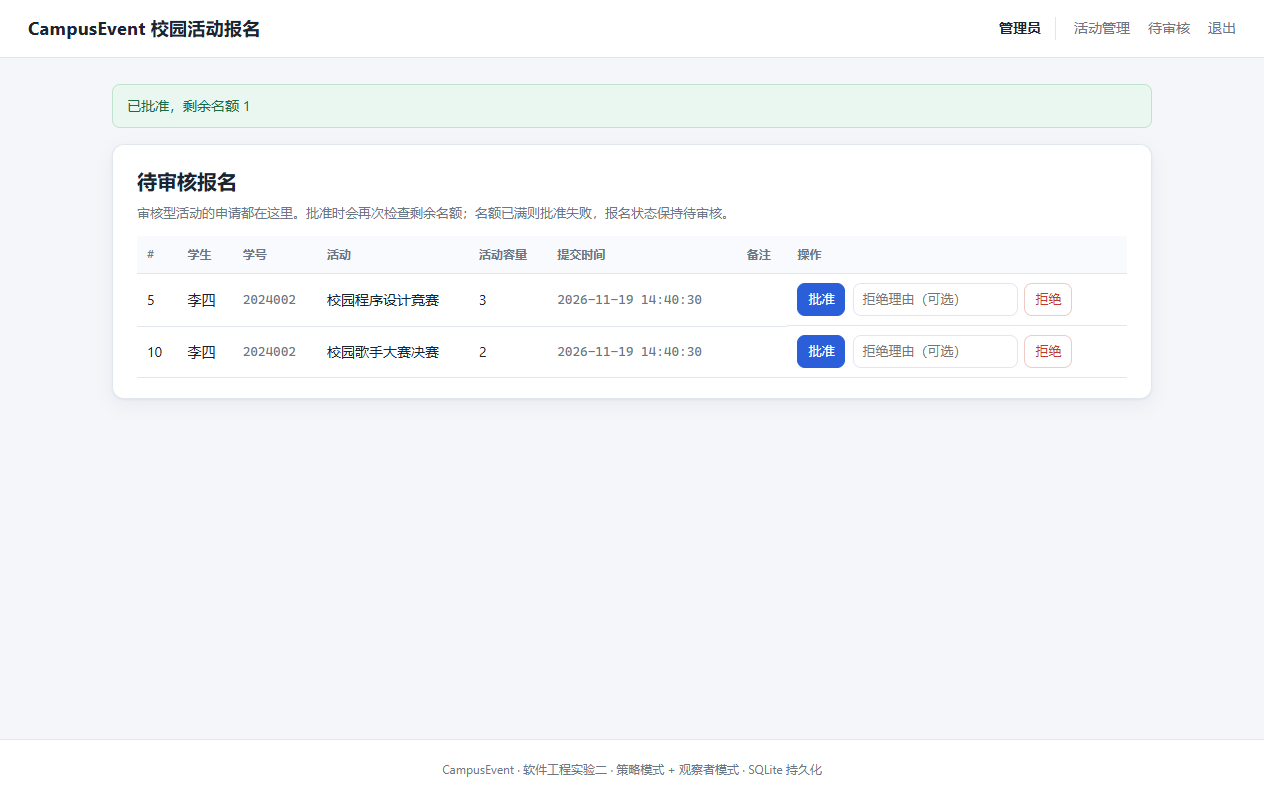 CampusEvent 校园活动报名
管理员 活动管理 待审核 退出
已批准，剩余名额 1
待审核报名
审核型活动的申请都在这里。批准时会再次检查剩余名额；名额已满则批准失败，报名状态保持待审核。
# 学生 学号 活动 活动容量 提交时间 备注 操作
5 李四 2024002 校园程序设计竞赛 3 2026-11-19 14:40:30 批准 拒绝理由（可选） 拒绝
10 李四 2024002 校园歌手大赛决赛 2 2026-11-19 14:40:30 批准 拒绝理由（可选） 拒绝
CampusEvent · 软件工程实验二 · 策略模式 + 观察者模式 · SQLite 持久化